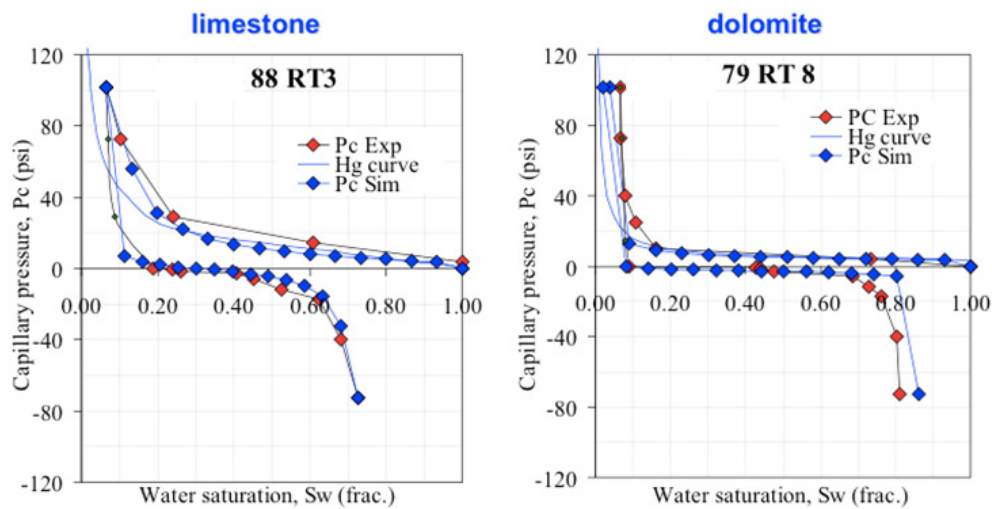 limestone
120
80
40
0
-40
-80
-120
Capillary pressure, Pc (psi)
88 RT3
Pc Exp
Hg curve
Pc Sim
0.00 0.20 0.40 0.60 0.80 1.00
Water saturation, Sw (frac.)
dolomite
120
80
40
0
-40
-80
-120
Capillary pressure, Pc (psi)
79 RT 8
PC Exp
Hg curve
Pc Sim
0.00 0.20 0.40 0.60 0.80 1.00
Water saturation, Sw (frac.)